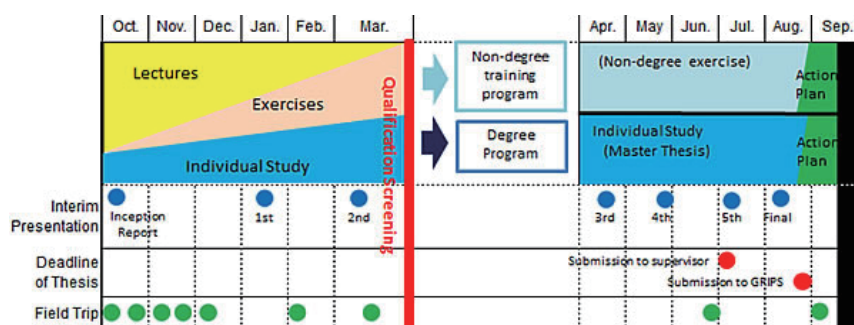 Oct. Nov. Dec. Jan. Feb. Mar. Apr. May Jun. Jul. Aug. Sep.
Lectures
Exercises
Individual Study
Qualification Screening
Non-degree
training
program
Degree
Program
(Non-degree exercise)
Action
Plan
Individual Study
(Master Thesis)
Action
Plan
Interim
Presentation
Inception
Report
1st 2nd 3rd 4th 5th Final
Deadline
of Thesis
Submission to supervisor
Submission to GRIPS
Field Trip